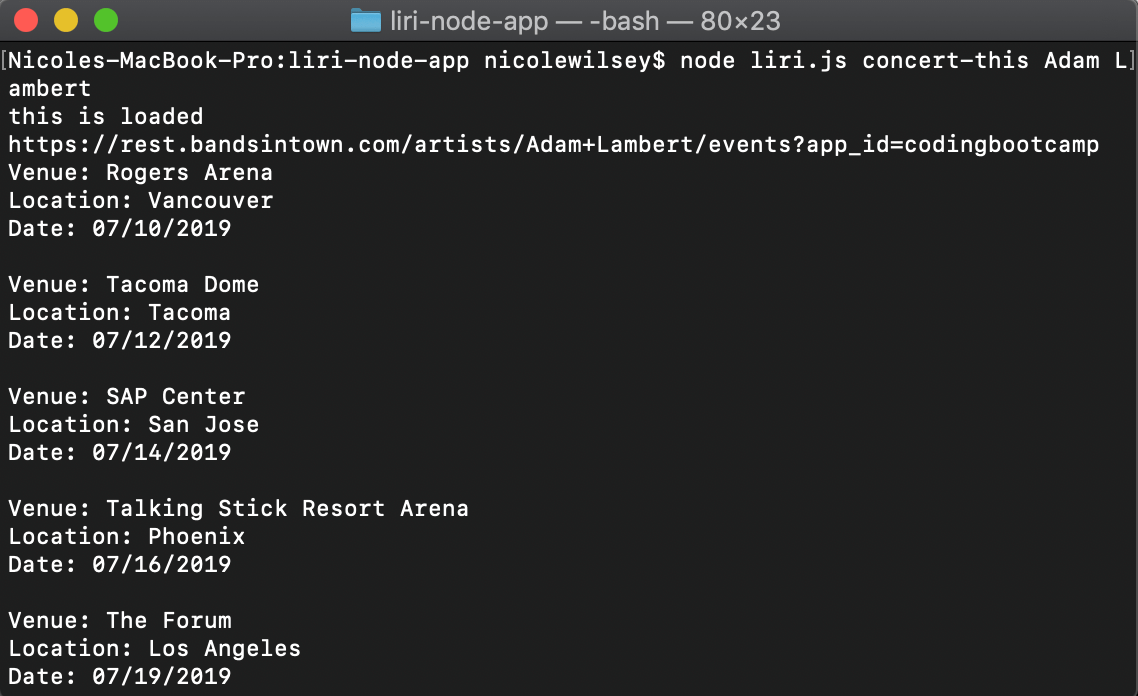 liri-node-app — -bash — 80×23
[Nicoles-MacBook-Pro:liri-node-app nicolewilsey$ node liri.js concert-this Adam L]
ambert
this is loaded
https://rest.bandsintown.com/artists/Adam+Lambert/events?app_id=codingbootcamp
Venue: Rogers Arena
Location: Vancouver
Date: 07/10/2019
Venue: Tacoma Dome
Location: Tacoma
Date: 07/12/2019
Venue: SAP Center
Location: San Jose
Date: 07/14/2019
Venue: Talking Stick Resort Arena
Location: Phoenix
Date: 07/16/2019
Venue: The Forum
Location: Los Angeles
Date: 07/19/2019